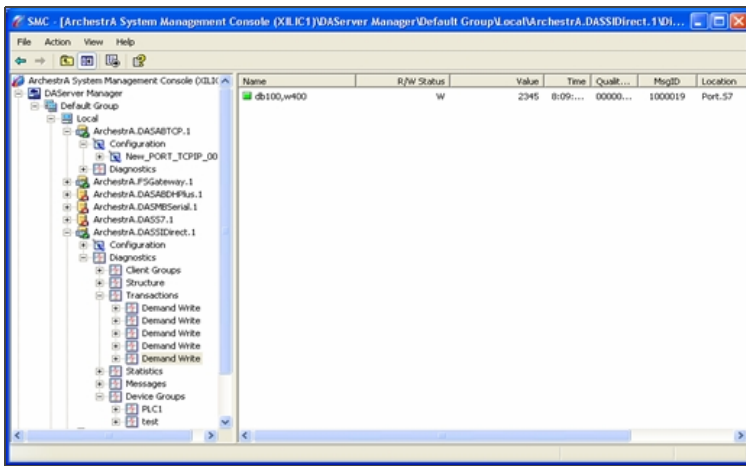 SMC - [ArchestrA System Management Console (XILIC1)\DAServer Manager\Default Group\Local\ArchestrA.DASSIDirect.1\Di...
File Action View Help
ArchestrA System Management Console (XILIC
DAServer Manager
Default Group
Local
ArchestrA.DASABTCP.1
Configuration
New_PORT_TCPIP_00
Diagnostics
ArchestrA.FSGateway.1
ArchestrA.DASABDHPlus.1
ArchestrA.DASMBSerial.1
ArchestrA.DASS7.1
ArchestrA.DASSIDirect.1
Configuration
Diagnostics
Client Groups
Structure
Transactions
Demand Write
Demand Write
Demand Write
Demand Write
Demand Write
Statistics
Messages
Device Groups
PLC1
test
Name R/W Status Value Time Qualit... MsgID Location
db100,w400 W 2345 8:09:... 00000... 1000019 Port.S7